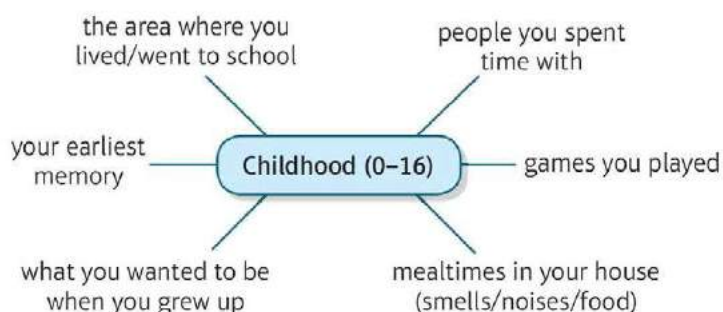 the area where you
lived/went to school
people you spent
time with
your earliest
memory
Childhood (0–16)
games you played
what you wanted to be
when you grew up
mealtimes in your house
(smells/noises/food)